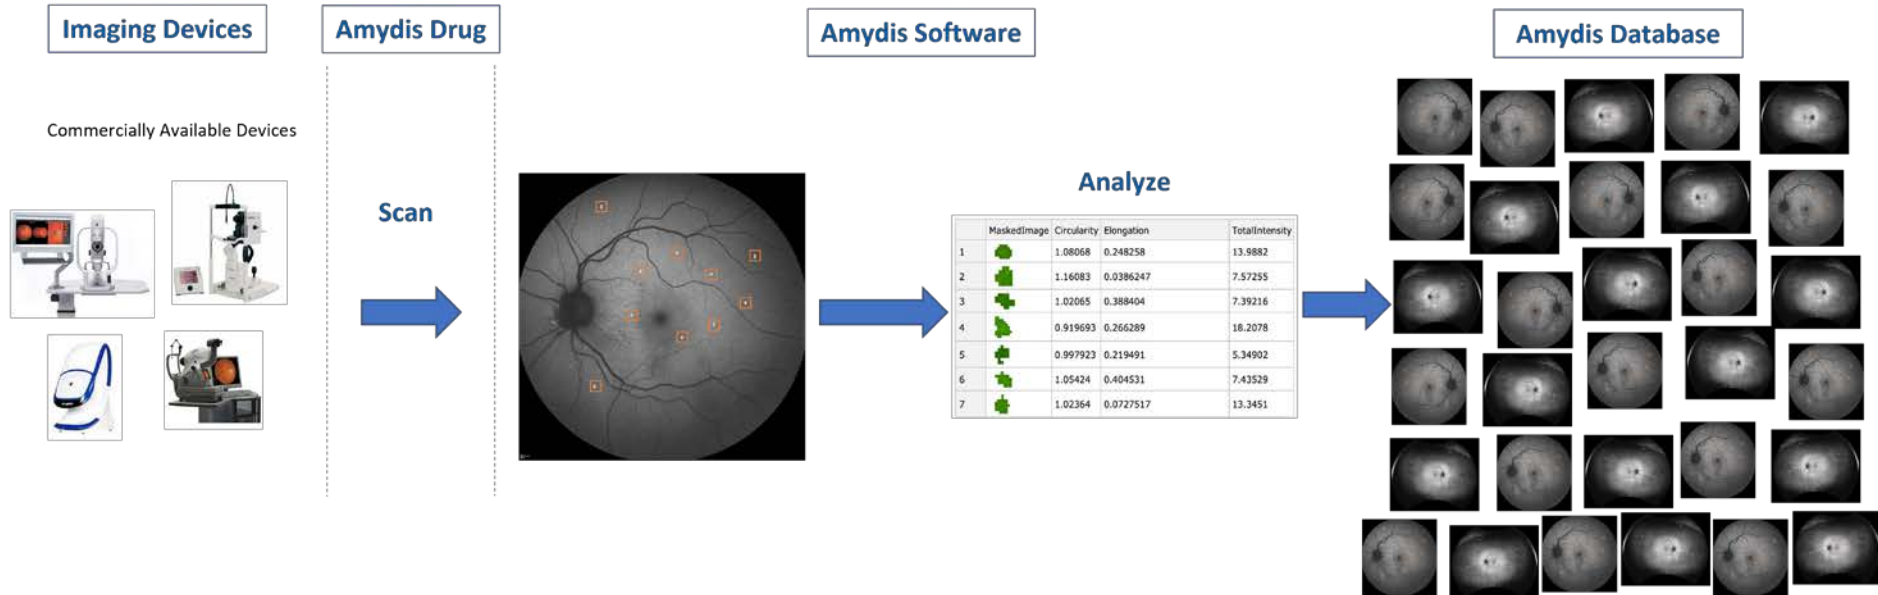 Imaging Devices
Amydis Drug
Amydis Software
Amydis Database
Commercially Available Devices
Scan
Analyze
MaskedImage Circularity Elongation TotalIntensity
1 1.08068 0.248258 13.9882
2 1.16083 0.0386247 7.57255
3 1.02065 0.388404 7.39216
4 0.919693 0.266289 18.2078
5 0.997923 0.219491 5.34902
6 1.05424 0.404531 7.43529
7 1.02364 0.0727517 13.3451